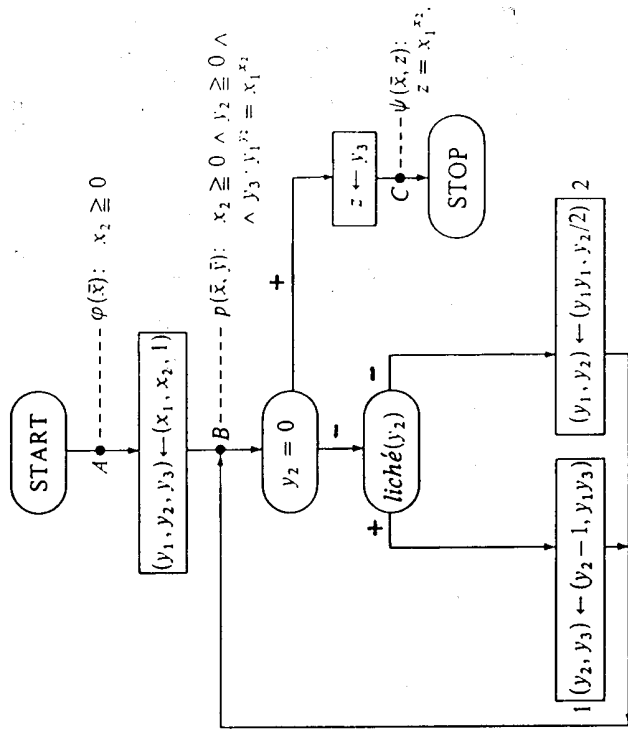 START
A
φ(x̄): x₂ ≧ 0
(y₁, y₂, y₃) ← (x₁, x₂, 1)
B
p(x̄, ȳ): x₂ ≧ 0 ∧ y₂ ≧ 0 ∧
∧ y₃ · y₁^y₂ = x₁^x₂
y₂ = 0
+
−
liché(y₂)
+
−
z ← y₃
C
ψ(x̄, z):
z = x₁^x₂.
STOP
1
(y₂, y₃) ← (y₂ − 1, y₁y₃)
(y₁, y₂) ← (y₁y₁, y₂/2)
2